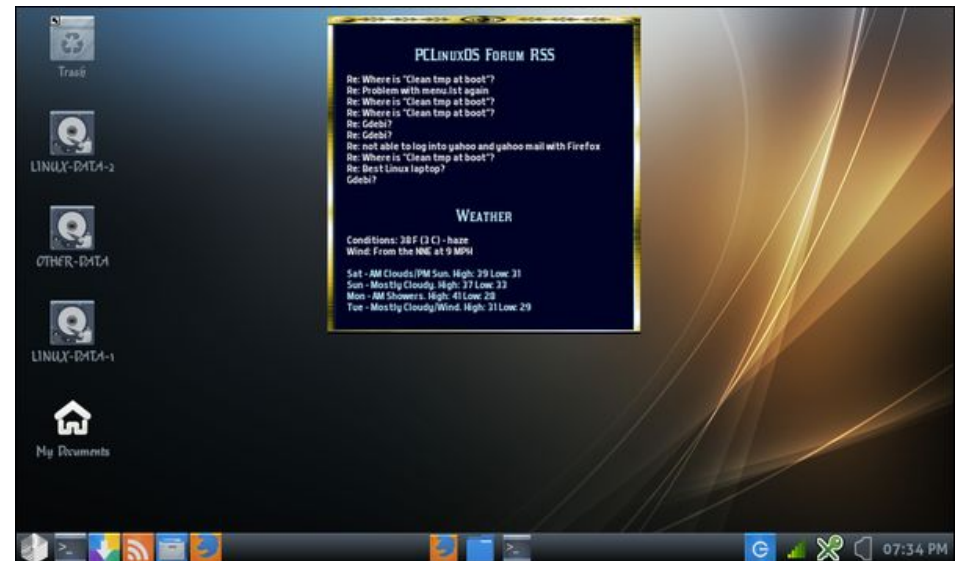 Trash
LINUX-DATA-2
OTHER-DATA
LINUX-DATA-1
My Documents
PCLinuxOS Forum RSS
Re: Where is "Clean tmp at boot"?
Re: Problem with menu.lst again
Re: Where is "Clean tmp at boot"?
Re: Where is "Clean tmp at boot"?
Re: Gdebi?
Re: Gdebi?
Re: not able to log into yahoo and yahoo mail with Firefox
Re: Where is "Clean tmp at boot"?
Re: Best Linux laptop?
Gdebi?
Weather
Conditions: 38 F (3 C) - haze
Wind: From the NNE at 9 MPH
Sat - AM Clouds/PM Sun. High: 39 Low: 31
Sun - Mostly Cloudy. High: 37 Low: 33
Mon - AM Showers. High: 41 Low: 28
Tue - Mostly Cloudy/Wind. High: 31 Low: 29
07:34 PM